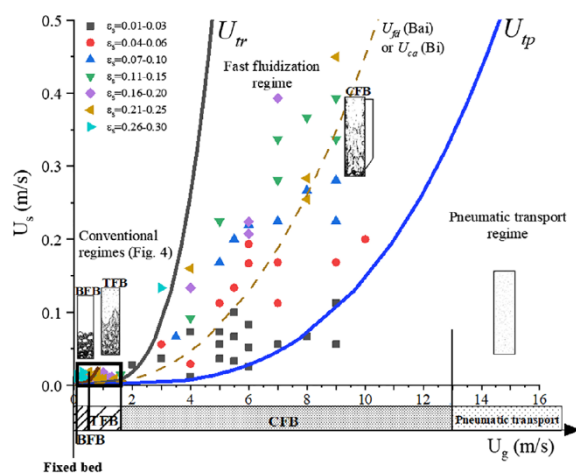 0.5
0.4
0.3
0.2
0.1
0.0
U_s (m/s)
ε_s=0.01-0.03
ε_s=0.04-0.06
ε_s=0.07-0.10
ε_s=0.11-0.15
ε_s=0.16-0.20
ε_s=0.21-0.25
ε_s=0.26-0.30
U_tr
U_fd (Bai)
or U_ca (Bi)
U_tp
Fast fluidization
regime
CFB
Conventional
regimes (Fig. 4)
BFB
TFB
Pneumatic transport
regime
0 2 4 6 8 10 12 14 16
TFB
CFB
Pneumatic transport
BFB
U_g (m/s)
Fixed bed